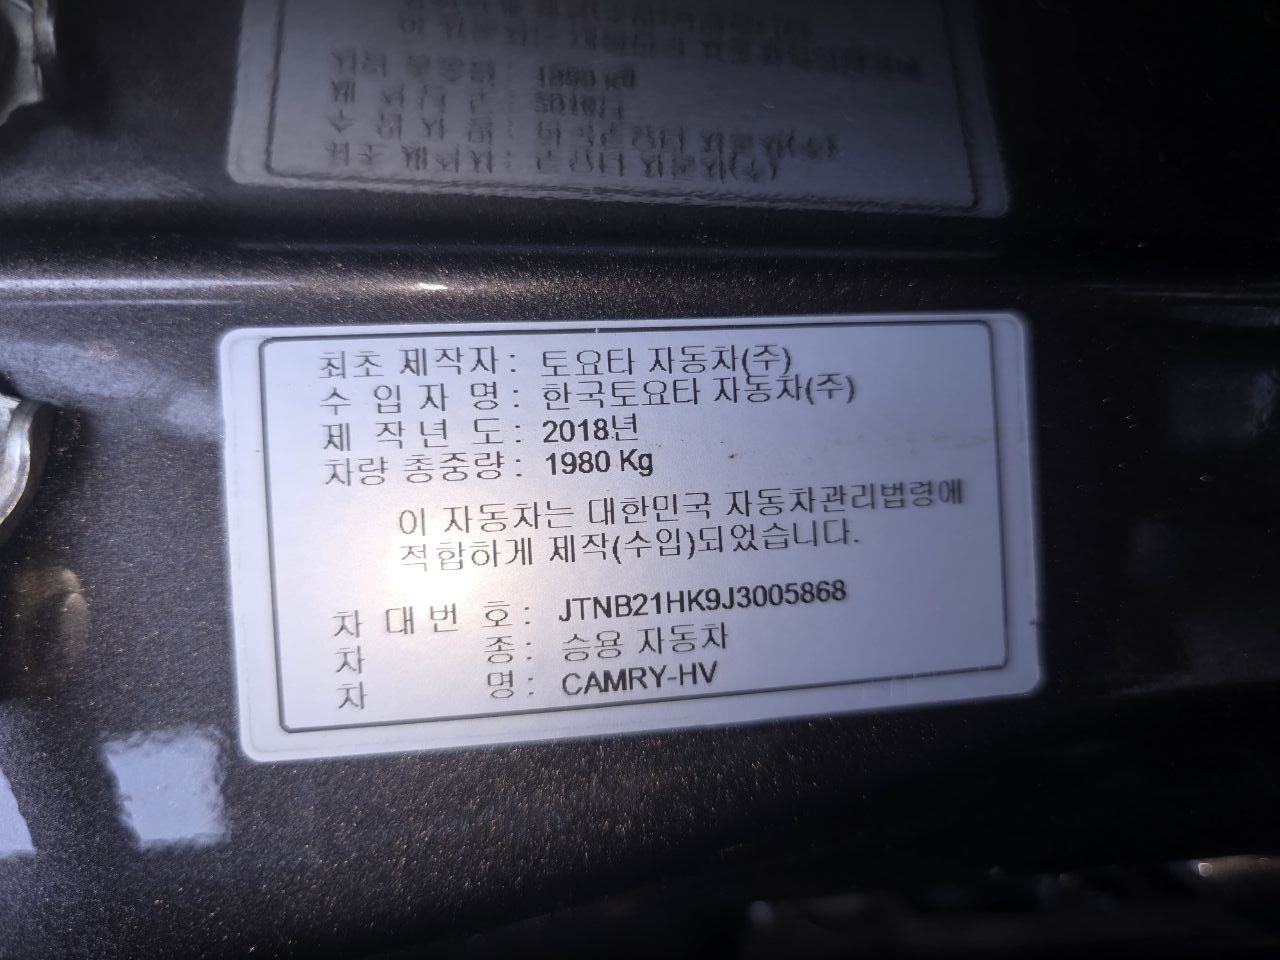 최초 제작자 : 토요타 자동차(주)
수 입 자 명 : 한국토요타 자동차(주)
제 작 년 도 : 2018년
차량 총중량 : 1980 Kg
이 자동차는 대한민국 자동차관리법령에
적합하게 제작(수입)되었습니다.
차 대 번 호 : JTNB21HK9J3005868
차 종 : 승용 자동차
차 명 : CAMRY-HV